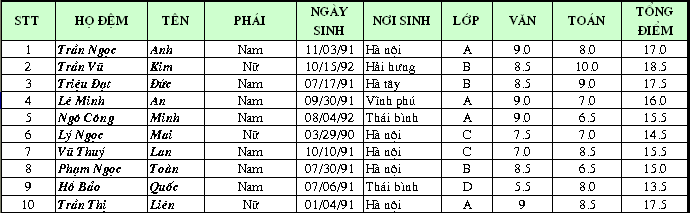 STT HỌ ĐỆM TÊN PHÁI NGÀY SINH NƠI SINH LỚP VĂN TOÁN TỔNG ĐIỂM
1 Trần Ngọc Anh Nam 11/03/91 Hà nội A 9.0 8.0 17.0
2 Trần Vũ Kim Nữ 10/15/92 Hải hưng B 8.5 10.0 18.5
3 Triệu Đạt Đức Nam 07/17/91 Hà tây B 8.5 9.0 17.5
4 Lê Minh An Nam 09/30/91 Vĩnh phú A 9.0 7.0 16.0
5 Ngô Công Minh Nam 08/04/92 Thái bình A 9.0 6.5 15.5
6 Lý Ngọc Mai Nữ 03/29/90 Hà nội C 7.5 7.0 14.5
7 Vũ Thuý Lan Nam 10/10/91 Hà nội C 7.0 8.5 15.5
8 Phạm Ngọc Toàn Nam 07/30/91 Hà nội B 8.5 6.5 15.0
9 Hồ Bảo Quốc Nam 07/06/91 Thái bình D 5.5 8.0 13.5
10 Trần Thị Liên Nữ 01/04/91 Hà nội A 9 8.5 17.5